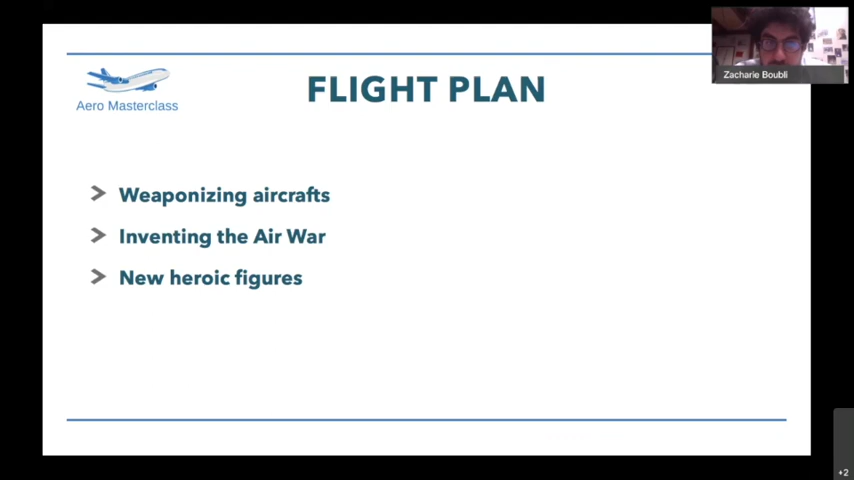 Zacharie Boubli
Aero Masterclass
FLIGHT PLAN
Weaponizing aircrafts
Inventing the Air War
New heroic figures
+2